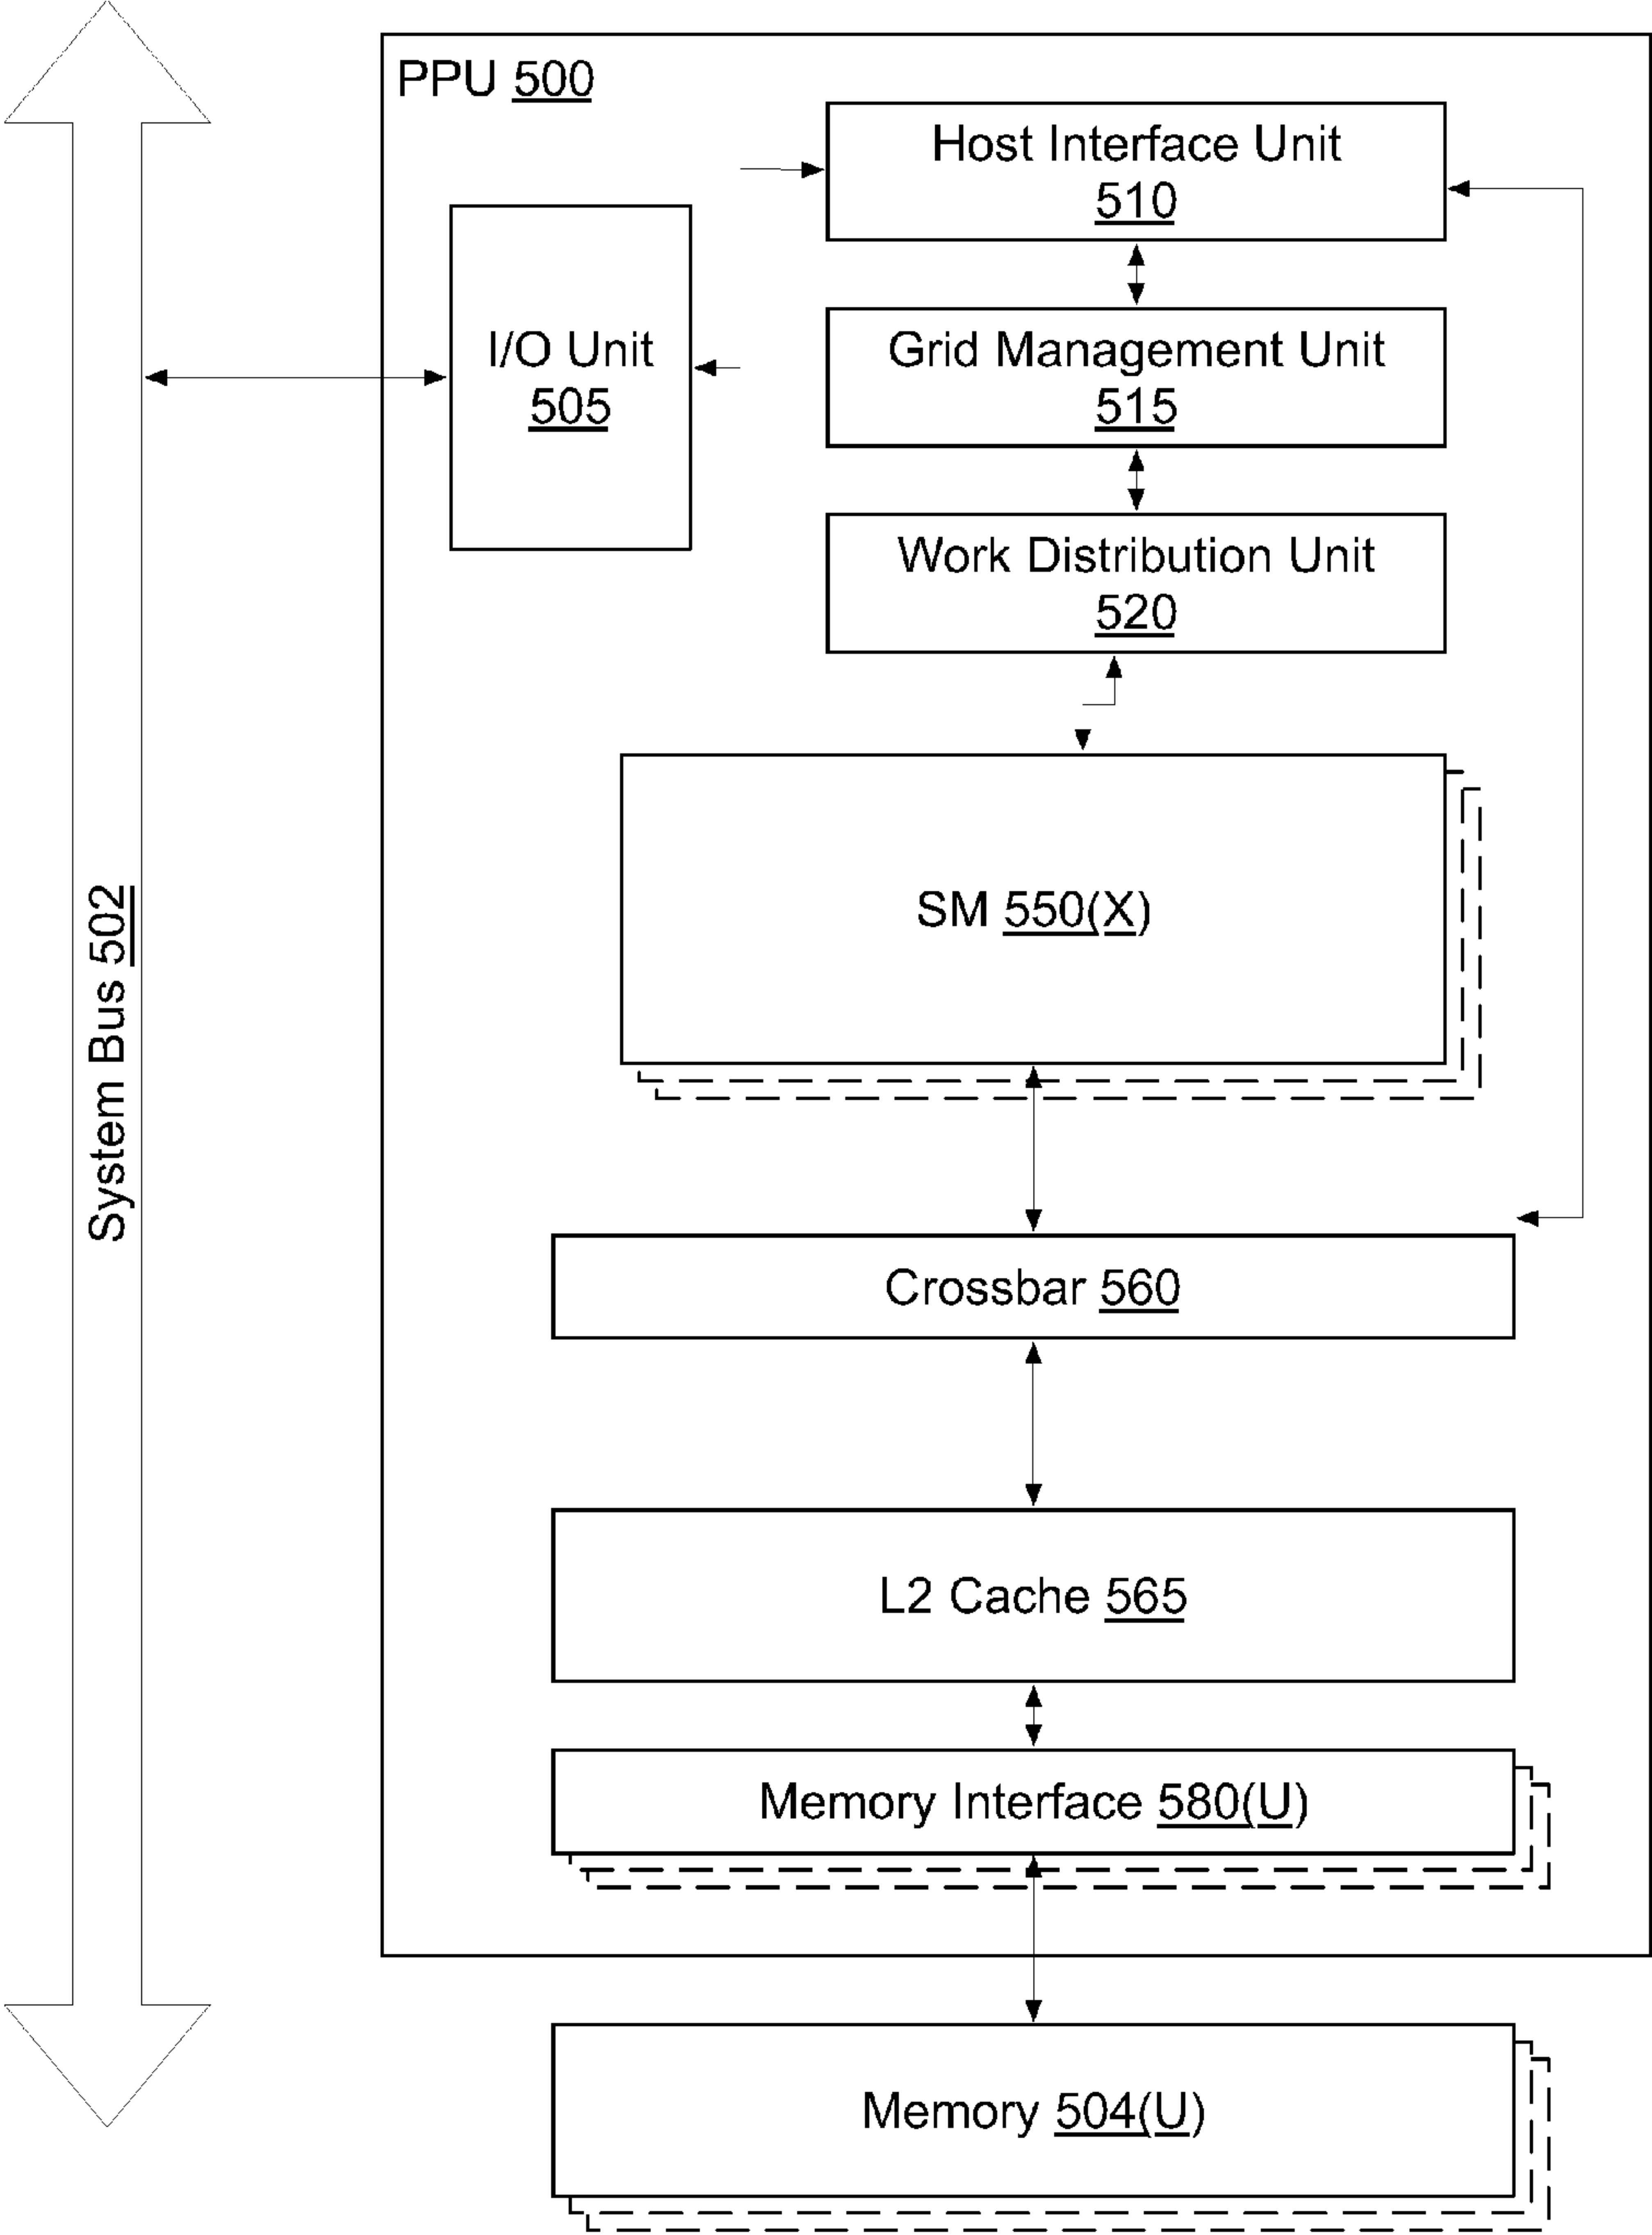 PPU 500
Host Interface Unit
510
I/O Unit
505
Grid Management Unit
515
Work Distribution Unit
520
System Bus 502
SM 550(X)
Crossbar 560
L2 Cache 565
Memory Interface 580(U)
Memory 504(U)